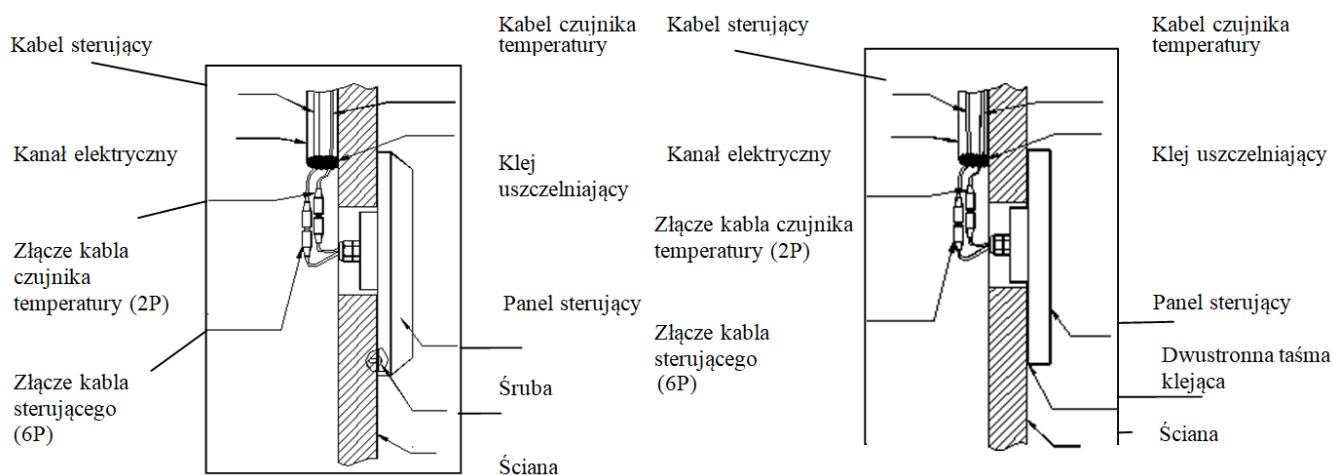 Kabel sterujący
Kanał elektryczny
Złącze kabla
czujnika
temperatury (2P)
Złącze kabla
sterującego
(6P)
Kabel czujnika
temperatury
Klej
uszczelniający
Panel sterujący
Śruba
Ściana
Kabel sterujący
Kanał elektryczny
Złącze kabla czujnika
temperatury (2P)
Złącze kabla
sterującego
(6P)
Kabel czujnika
temperatury
Klej uszczelniający
Panel sterujący
Dwustronna taśma
klejąca
Ściana